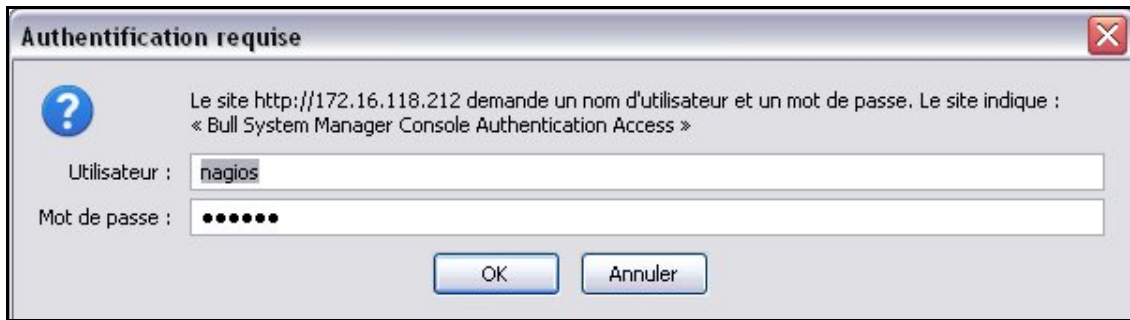 Authentification requise
Le site http://172.16.118.212 demande un nom d'utilisateur et un mot de passe. Le site indique :
« Bull System Manager Console Authentication Access »
Utilisateur : nagios
Mot de passe : ●●●●●●
OK Annuler